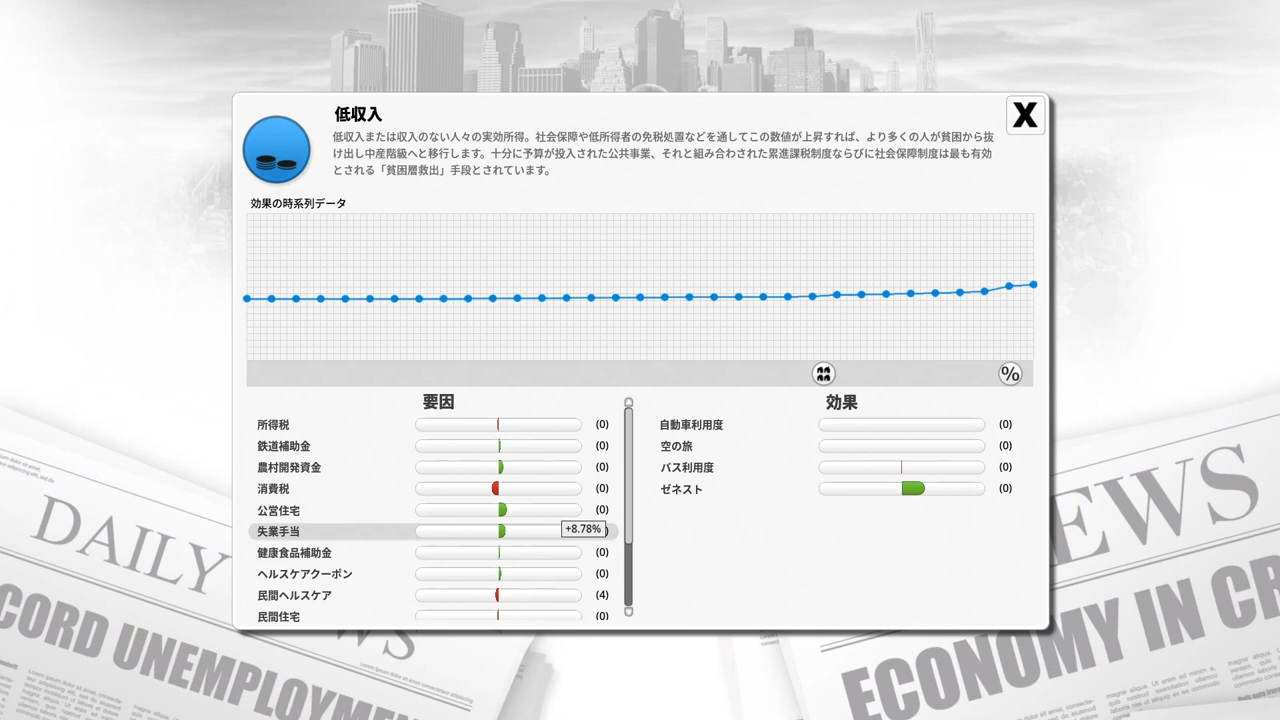 低収入
X
低収入または収入のない人々の実効所得。社会保障や低所得者の免税処置などを通してこの数値が上昇すれば、より多くの人が貧困から抜
け出し中産階級へと移行します。十分に予算が投入された公共事業、それと組み合わされた累進課税制度ならびに社会保障制度は最も有効
とされる「貧困層救出」手段とされています。
効果の時系列データ
%
要因
所得税 (0)
鉄道補助金 (0)
農村開発資金 (0)
消費税 (0)
公営住宅 (0)
失業手当 +8.78% )
健康食品補助金 (0)
ヘルスケアクーポン (0)
民間ヘルスケア (4)
民間住宅 (0)
効果
自動車利用度 (0)
空の旅 (0)
バス利用度 (0)
ゼネスト (0)
DAILY
WS
CORD UNEMPLOYM
EWS
ECONOMY IN CR